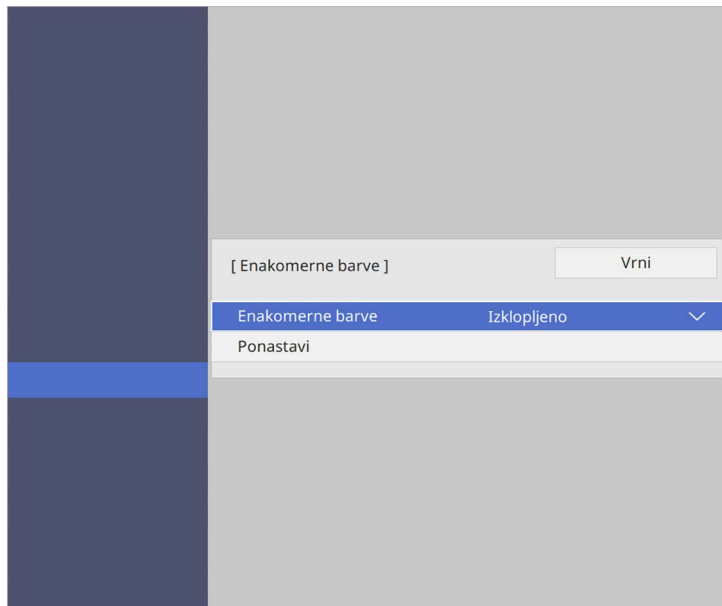 [ Enakomerne barve ]
Vrni
Enakomerne barve Izklopljeno
Ponastavi